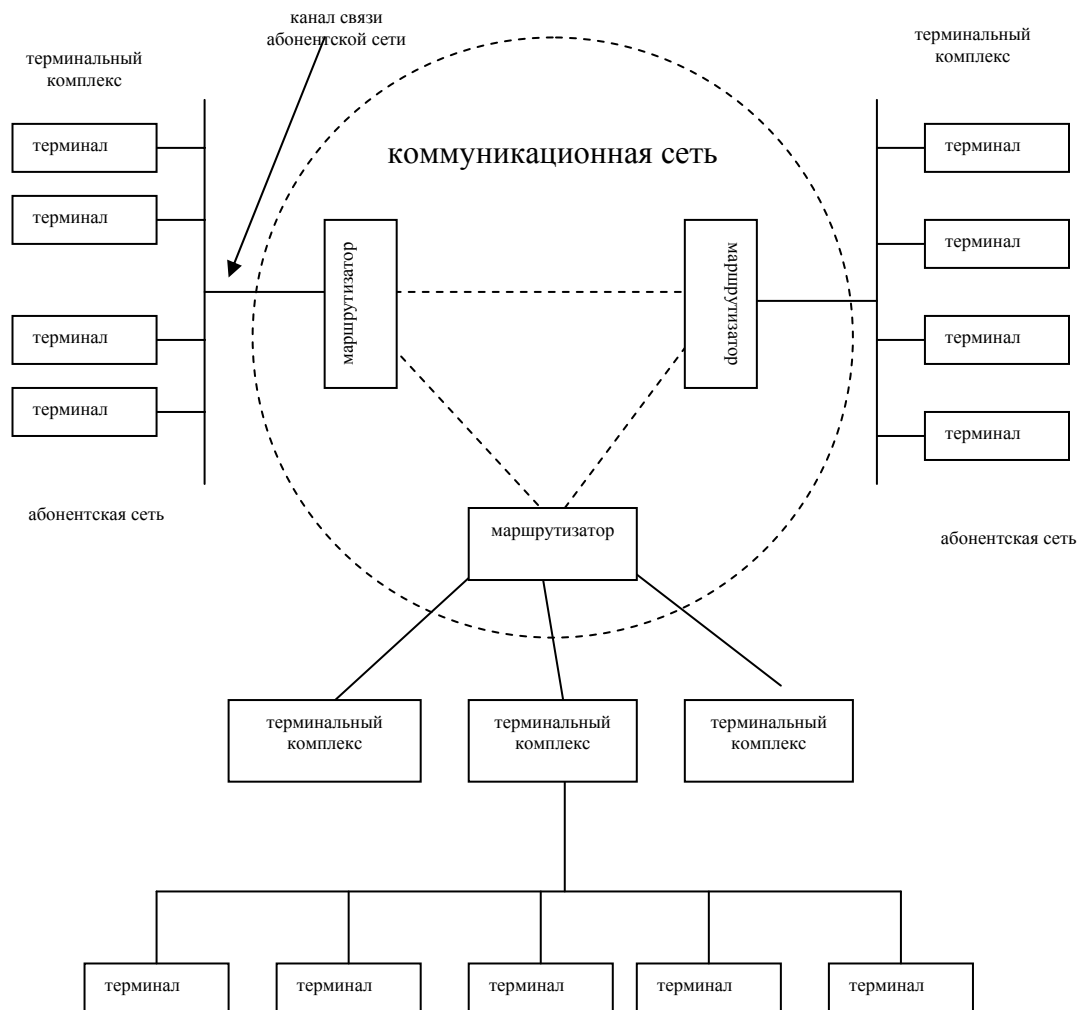 канал связи
абонентской сети
терминальный
комплекс
терминальный
комплекс
терминал
терминал
терминал
терминал
коммуникационная сеть
маршрутизатор
маршрутизатор
терминал
терминал
терминал
терминал
абонентская сеть
маршрутизатор
абонентская сеть
терминальный
комплекс
терминальный
комплекс
терминальный
комплекс
терминал
терминал
терминал
терминал
терминал